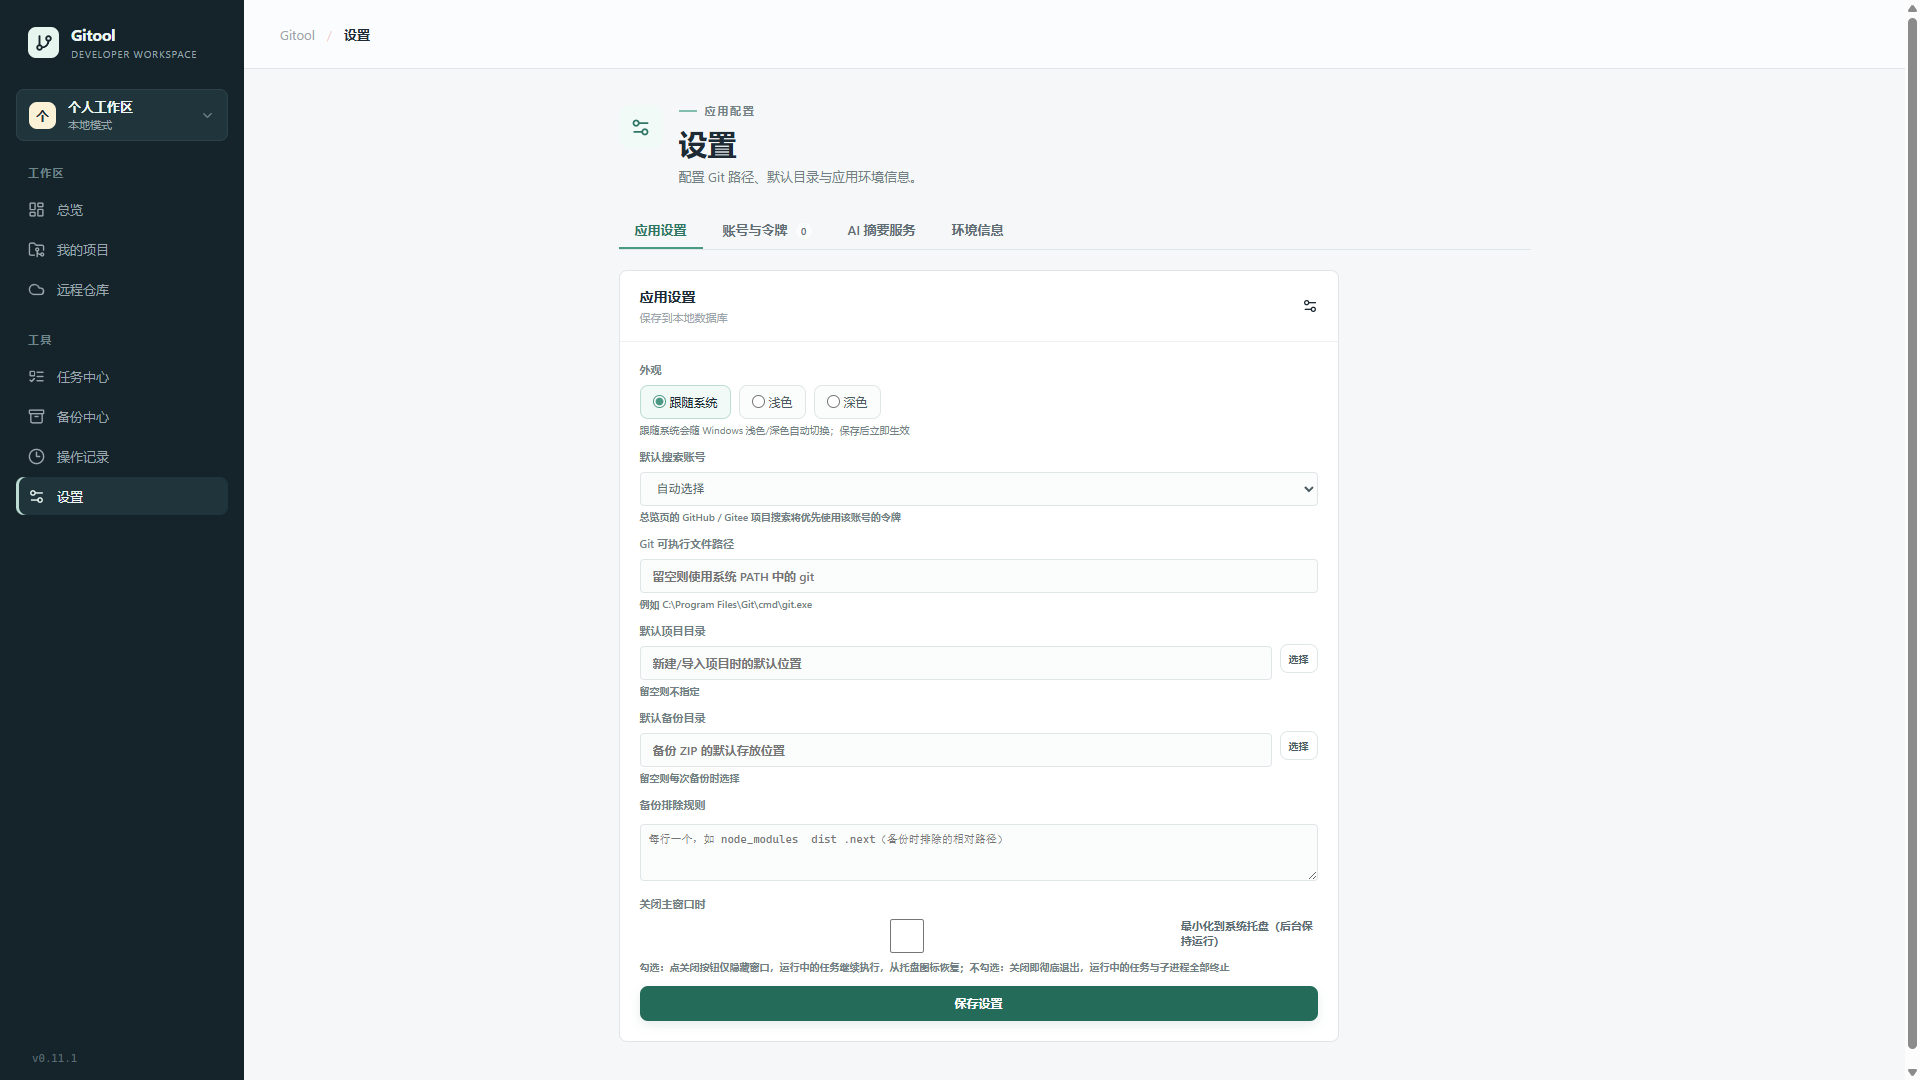 Gitool
DEVELOPER WORKSPACE
个人工作区
本地模式
工作区
总览
我的项目
远程仓库
工具
任务中心
备份中心
操作记录
设置
v0.11.1
Gitool / 设置
应用配置
设置
配置 Git 路径、默认目录与应用环境信息。
应用设置 账号与令牌 0 AI 摘要服务 环境信息
应用设置
保存到本地数据库
外观
跟随系统 浅色 深色
跟随系统会随 Windows 浅色/深色自动切换；保存后立即生效
默认搜索账号
自动选择
总览页的 GitHub / Gitee 项目搜索将优先使用该账号的令牌
Git 可执行文件路径
留空则使用系统 PATH 中的 git
例如 C:\Program Files\Git\cmd\git.exe
默认项目目录
新建/导入项目时的默认位置 选择
留空则不指定
默认备份目录
备份 ZIP 的默认存放位置 选择
留空则每次备份时选择
备份排除规则
每行一个，如 node_modules  dist .next（备份时排除的相对路径）
关闭主窗口时
最小化到系统托盘（后台保
持运行）
勾选：点关闭按钮仅隐藏窗口，运行中的任务继续执行，从托盘图标恢复；不勾选：关闭即彻底退出，运行中的任务与子进程全部终止
保存设置